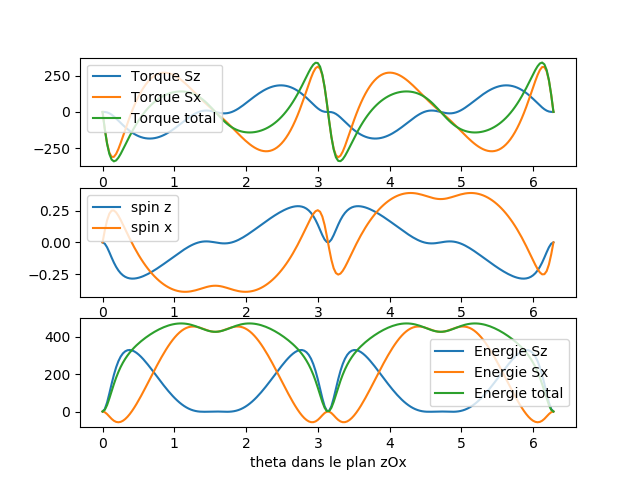 250
0
−250
Torque Sz
Torque Sx
Torque total
0 1 2 3 4 5 6
0.25
0.00
−0.25
spin z
spin x
0 1 2 3 4 5 6
400
200
0
Energie Sz
Energie Sx
Energie total
0 1 2 3 4 5 6
theta dans le plan zOx